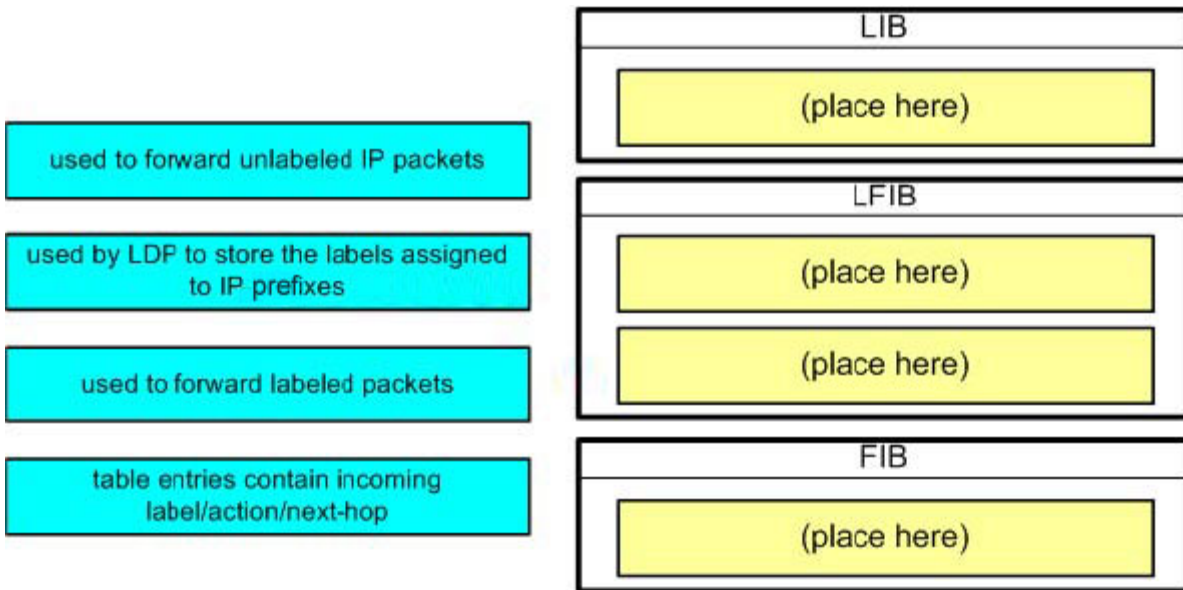 used to forward unlabeled IP packets
used by LDP to store the labels assigned
to IP prefixes
used to forward labeled packets
table entries contain incoming
label/action/next-hop
LIB
(place here)
LFIB
(place here)
(place here)
FIB
(place here)